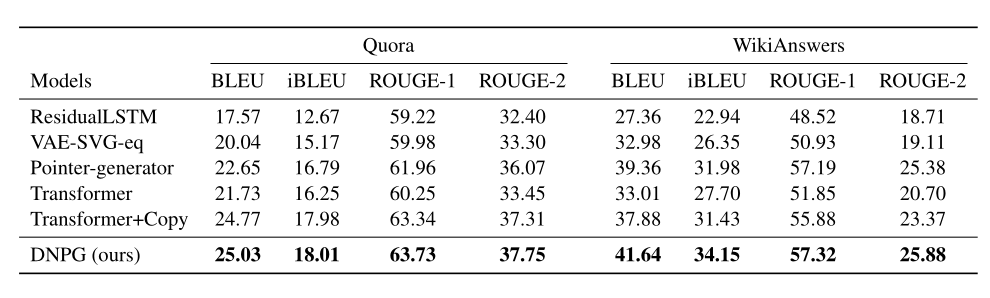 Quora WikiAnswers
Models BLEU iBLEU ROUGE-1 ROUGE-2 BLEU iBLEU ROUGE-1 ROUGE-2
ResidualLSTM 17.57 12.67 59.22 32.40 27.36 22.94 48.52 18.71
VAE-SVG-eq 20.04 15.17 59.98 33.30 32.98 26.35 50.93 19.11
Pointer-generator 22.65 16.79 61.96 36.07 39.36 31.98 57.19 25.38
Transformer 21.73 16.25 60.25 33.45 33.01 27.70 51.85 20.70
Transformer+Copy 24.77 17.98 63.34 37.31 37.88 31.43 55.88 23.37
DNPG (ours) 25.03 18.01 63.73 37.75 41.64 34.15 57.32 25.88